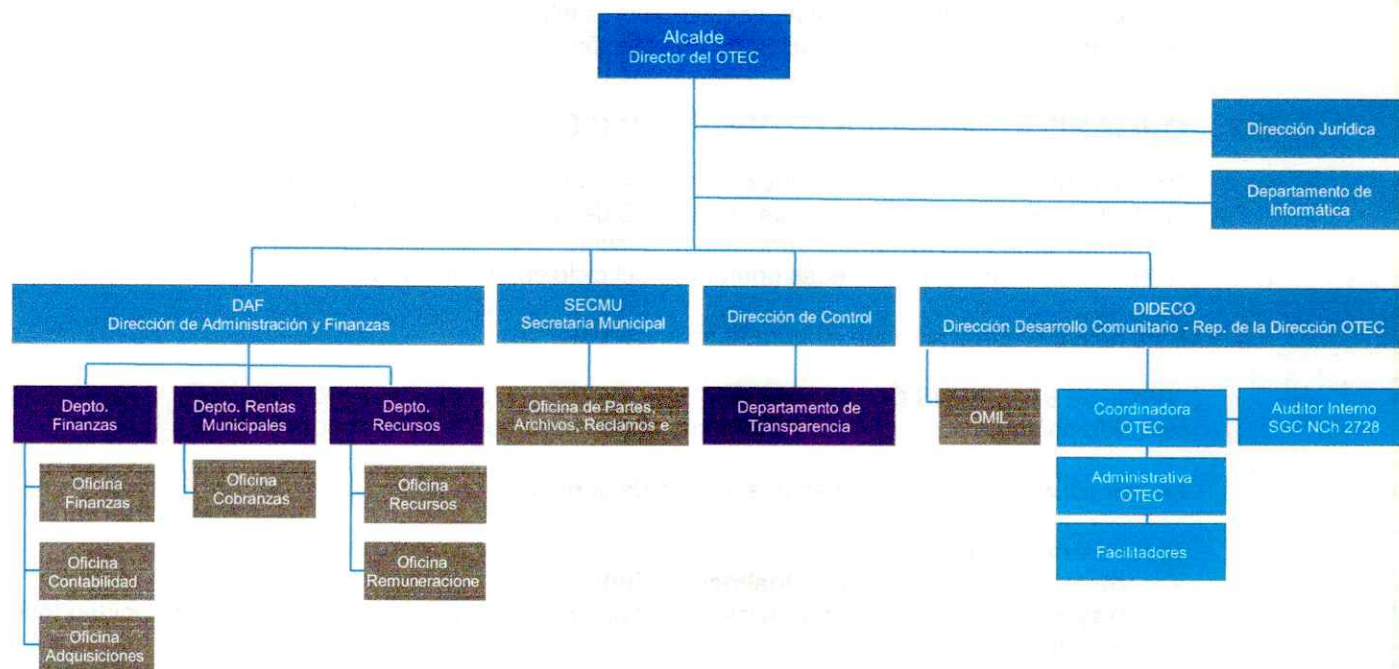 Alcalde
Director del OTEC
Dirección Jurídica
Departamento de
Informática
DAF
Dirección de Administración y Finanzas
SECMU
Secretaria Municipal
Dirección de Control
DIDECO
Dirección Desarrollo Comunitario - Rep. de la Dirección OTEC
Depto.
Finanzas
Depto. Rentas
Municipales
Depto.
Recursos
Oficina de Partes,
Archivos, Reclamos e
Departamento de
Transparencia
OMIL
Coordinadora
OTEC
Auditor Interno
SGC NCh 2728
Oficina
Finanzas
Oficina
Cobranzas
Oficina
Recursos
Administrativa
OTEC
Oficina
Contabilidad
Oficina
Remuneracione
Facilitadores
Oficina
Adquisiciones